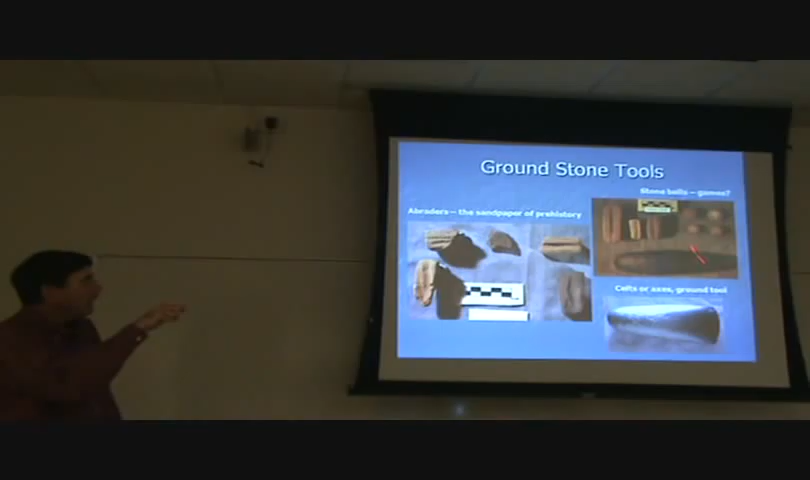 Ground Stone Tools
Stone balls – games?
Abraders – the sandpaper of prehistory
Celts or axes, ground tool